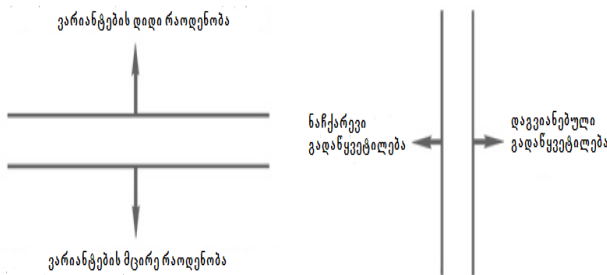 ვარიანტების დიდი რაოდენობა
ვარიანტების მცირე რაოდენობა
ნაჩქარევი
გადაწყვეტილება
დაგვიანებული
გადაწყვეტილება